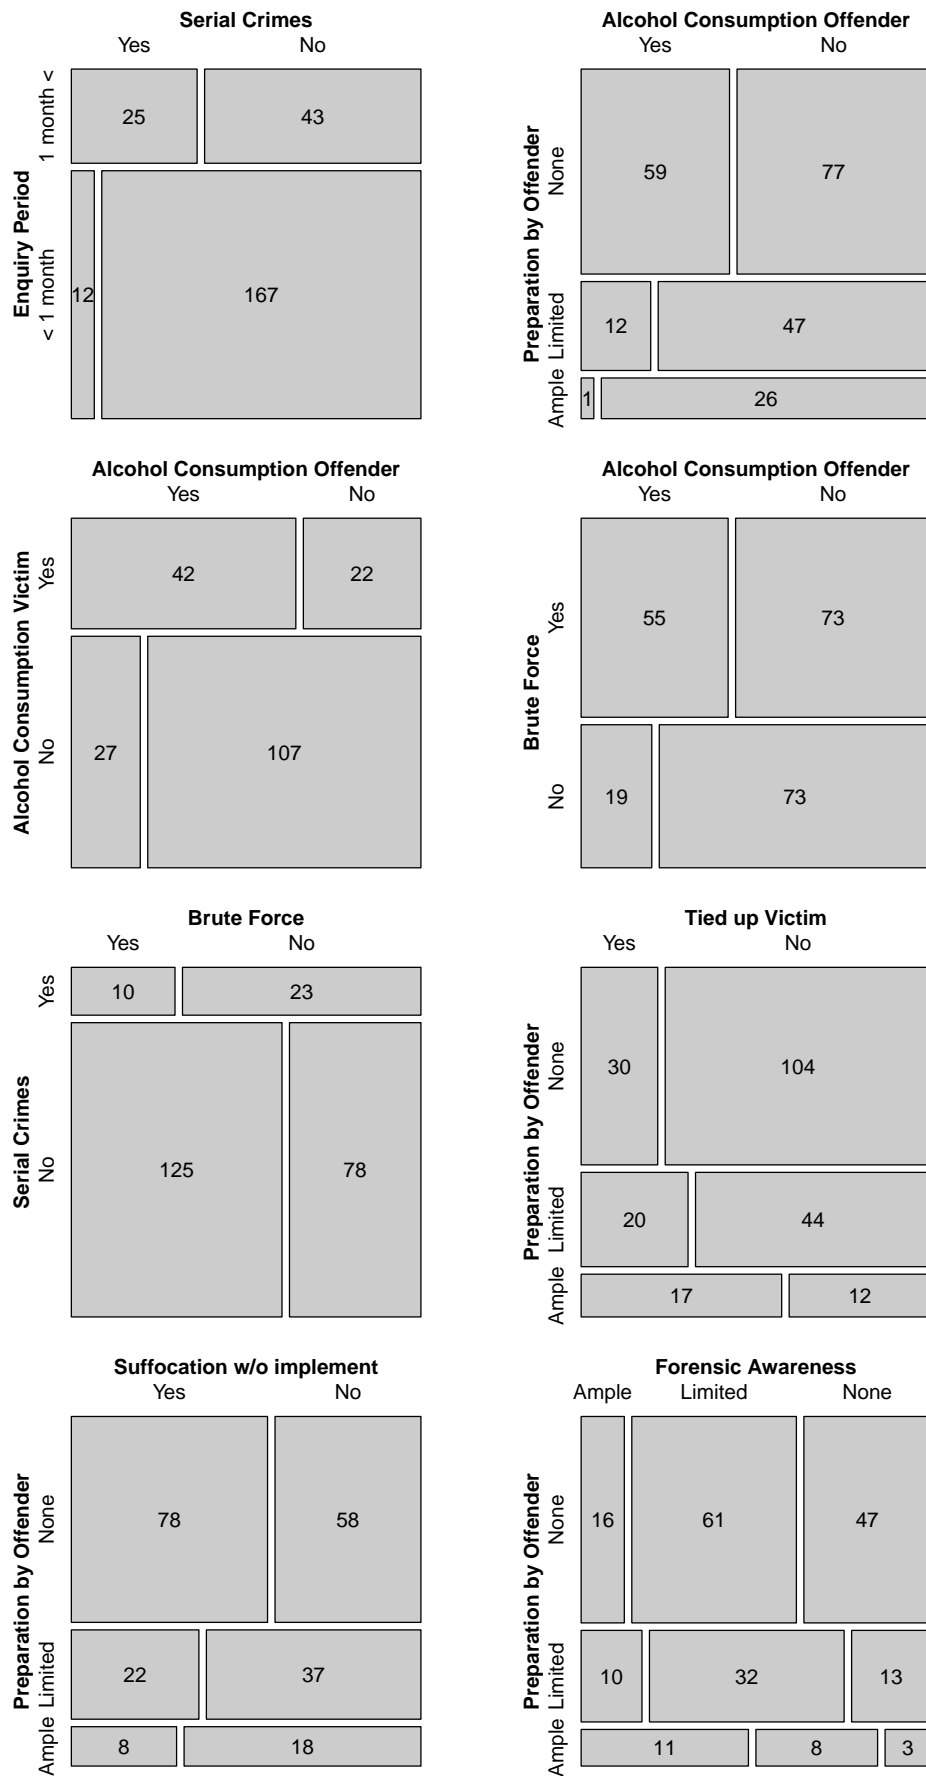 Serial Crimes
Yes No
Enquiry Period
1 month <
< 1 month
25 43
12 167
Alcohol Consumption Offender
Yes No
Preparation by Offender
None
Limited
Ample
59 77
12 47
1 26
Alcohol Consumption Offender
Yes No
Alcohol Consumption Victim
Yes
No
42 22
27 107
Alcohol Consumption Offender
Yes No
Brute Force
Yes
No
55 73
19 73
Brute Force
Yes No
Serial Crimes
Yes
No
10 23
125 78
Tied up Victim
Yes No
Preparation by Offender
None
Limited
Ample
30 104
20 44
17 12
Suffocation w/o implement
Yes No
Preparation by Offender
None
Limited
Ample
78 58
22 37
8 18
Forensic Awareness
Ample Limited None
Preparation by Offender
None
Limited
Ample
16 61 47
10 32 13
11 8 3